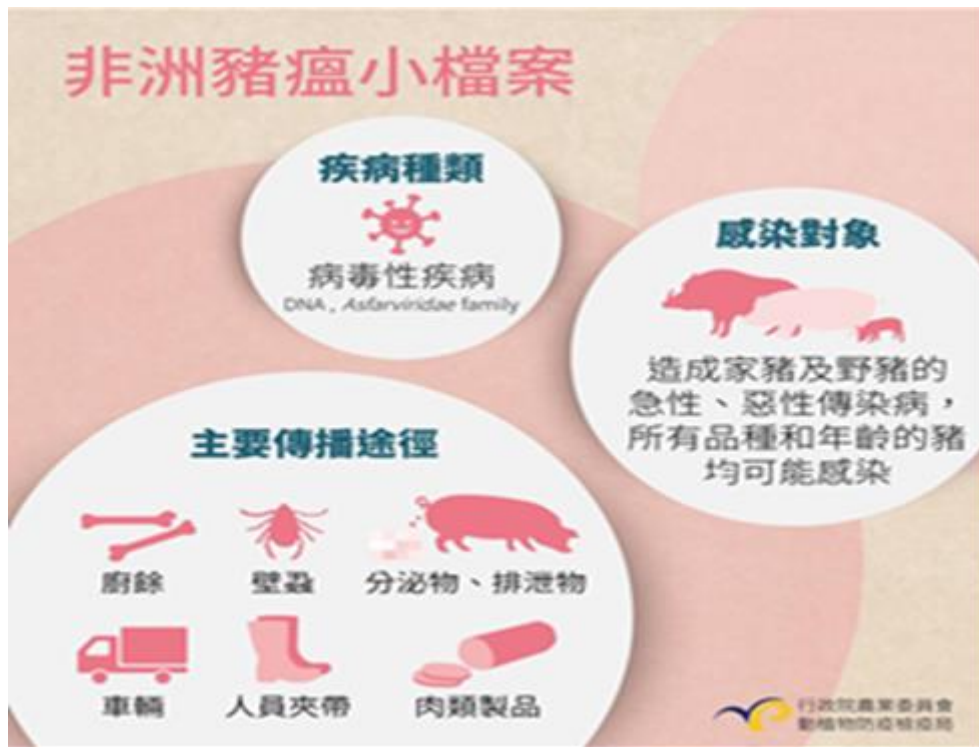 非洲豬瘟小檔案
疾病種類
病毒性疾病
DNA , Asfarviridae family
感染對象
造成家豬及野豬的
急性、惡性傳染病，
所有品種和年齡的豬
均可能感染
主要傳播途徑
廚餘
壁蝨
分泌物、排泄物
車輛
人員夾帶
肉類製品
行政院農業委員會
動植物防疫檢疫局